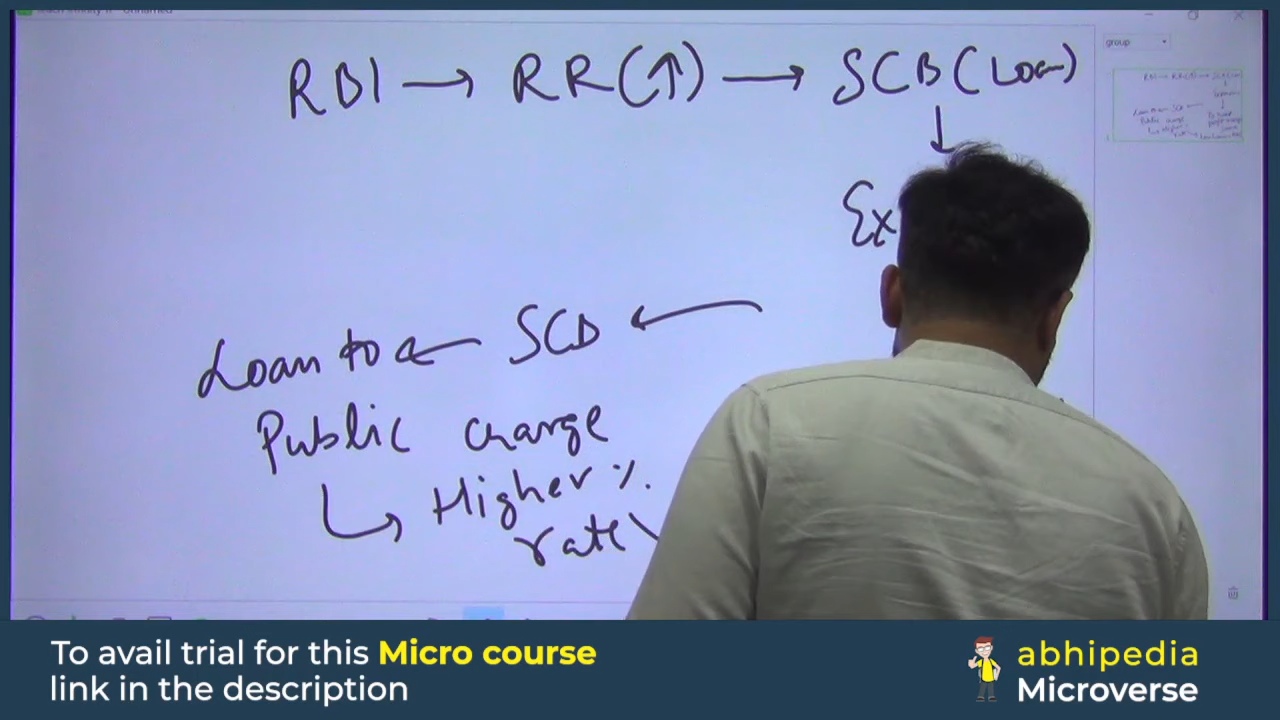 RBI → RR(↑) → SCB(Loan)
↓
Ex
Loan to ← SCB ←
Public charge
↳ Higher %
rate
group
To avail trial for this Micro course
link in the description
abhipedia
Microverse